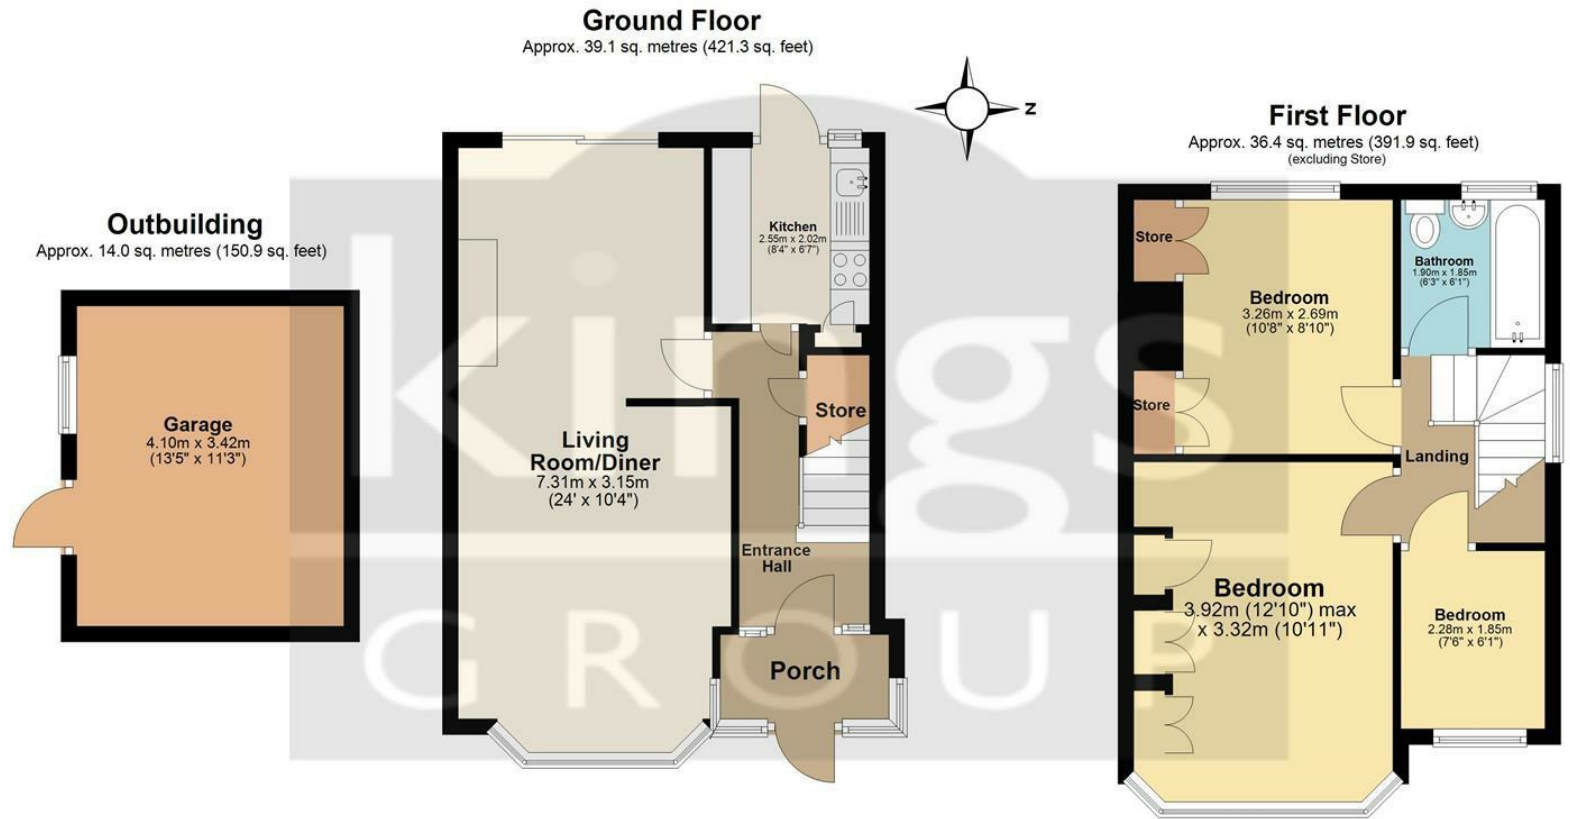 Ground Floor
Approx. 39.1 sq. metres (421.3 sq. feet)
N
First Floor
Approx. 36.4 sq. metres (391.9 sq. feet)
(excluding Store)
Outbuilding
Approx. 14.0 sq. metres (150.9 sq. feet)
Garage
4.10m x 3.42m
(13'5" x 11'3")
Kitchen
2.55m x 2.02m
(8'4" x 6'7")
Living
Room/Diner
7.31m x 3.15m
(24' x 10'4")
Store
Entrance
Hall
Porch
Store
Bedroom
3.26m x 2.69m
(10'8" x 8'10")
Bathroom
1.90m x 1.85m
(6'3" x 6'1")
Store
Landing
Bedroom
3.92m (12'10") max
x 3.32m (10'11")
Bedroom
2.28m x 1.85m
(7'6" x 6'1")
kings
GROUP